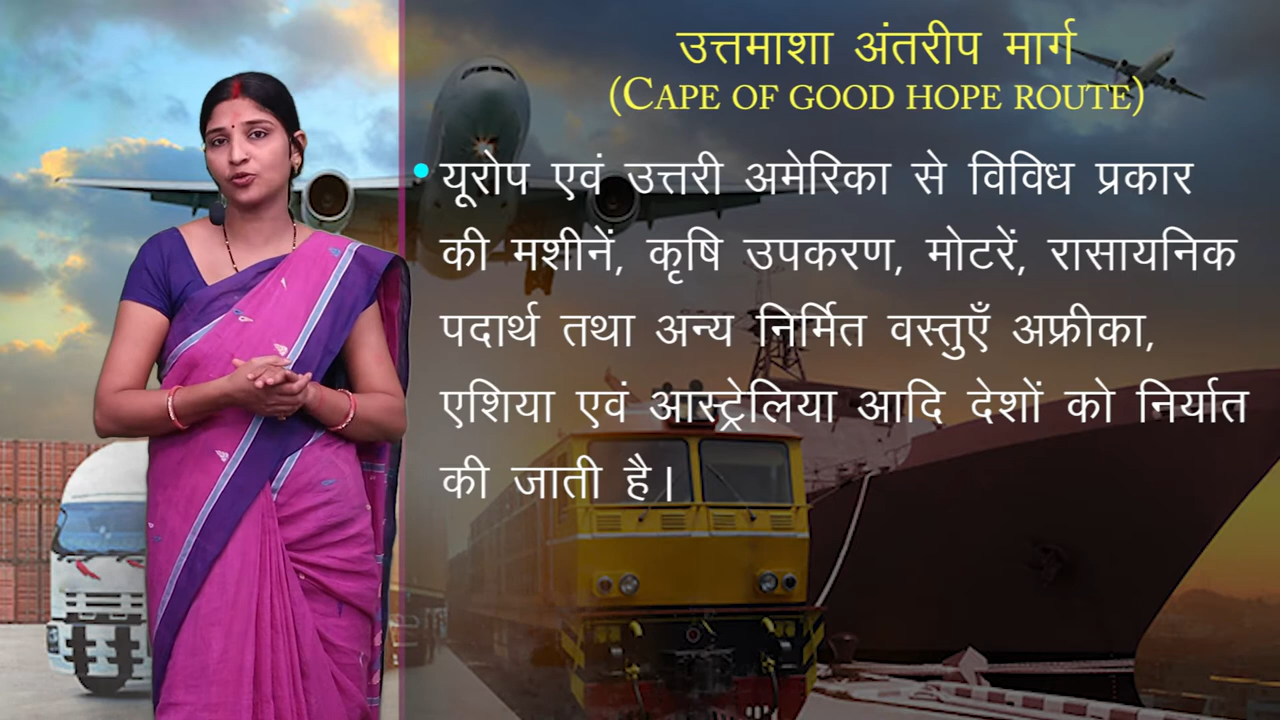 उत्तमाशा अंतरीप मार्ग
(CAPE OF GOOD HOPE ROUTE)
• यूरोप एवं उत्तरी अमेरिका से विविध प्रकार
की मशीनें, कृषि उपकरण, मोटरें, रासायनिक
पदार्थ तथा अन्य निर्मित वस्तुएँ अफ्रीका,
एशिया एवं आस्ट्रेलिया आदि देशों को निर्यात
की जाती है।